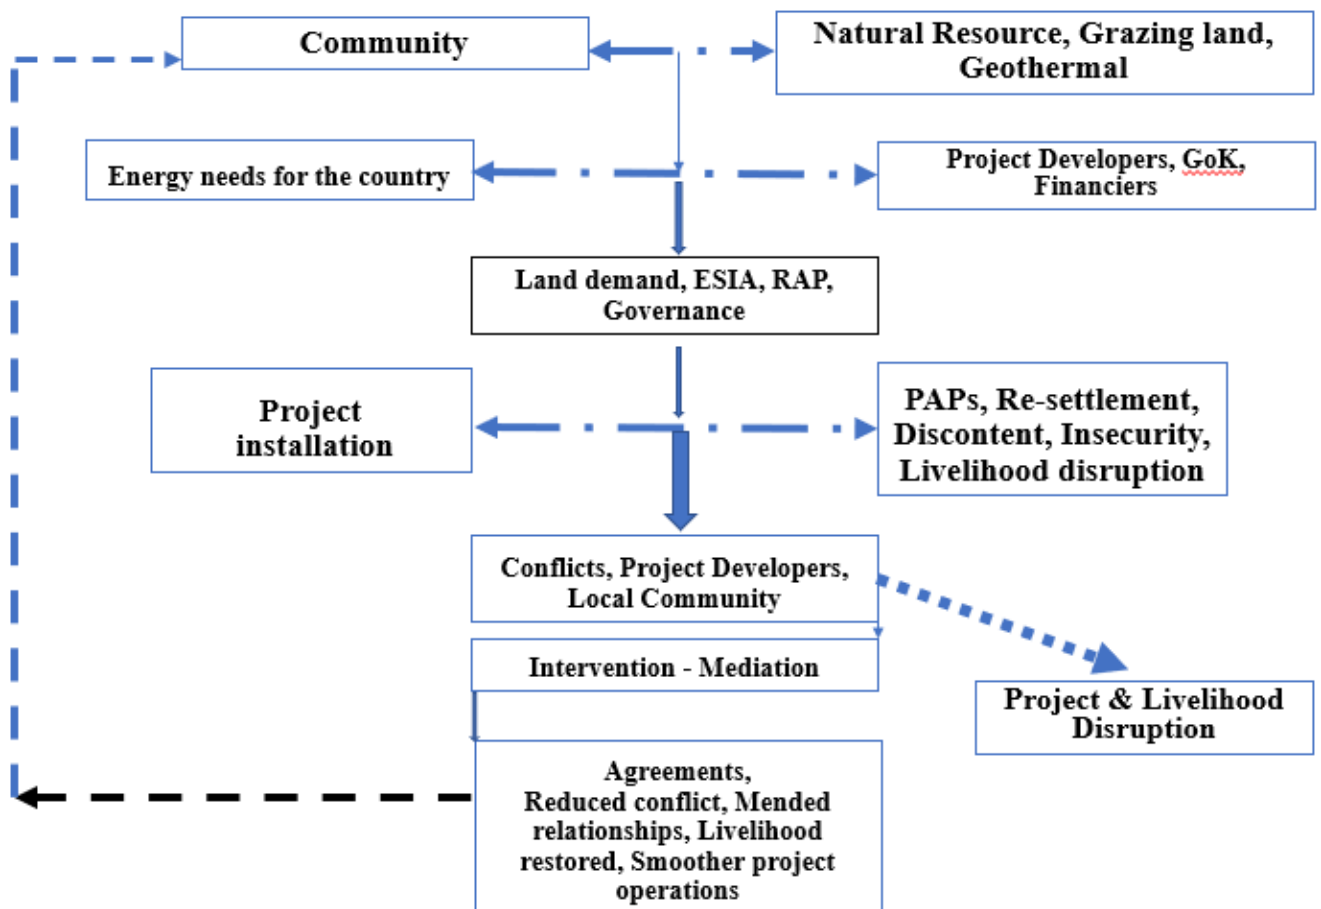 Community
Natural Resource, Grazing land,
Geothermal
Energy needs for the country
Project Developers, GoK,
Financiers
Land demand, ESIA, RAP,
Governance
Project
installation
PAPs, Re-settlement,
Discontent, Insecurity,
Livelihood disruption
Conflicts, Project Developers,
Local Community
Intervention - Mediation
Project & Livelihood
Disruption
Agreements,
Reduced conflict, Mended
relationships, Livelihood
restored, Smoother project
operations